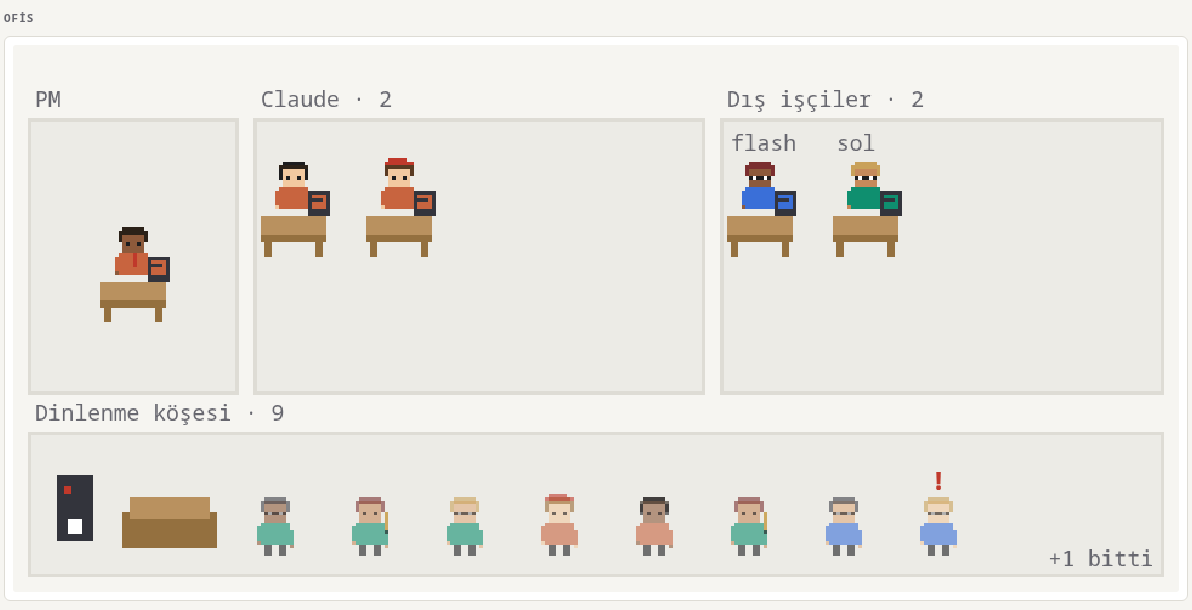 OFİS
PM
Claude · 2
Dış işçiler · 2
flash
sol
Dinlenme köşesi · 9
!
+1 bitti